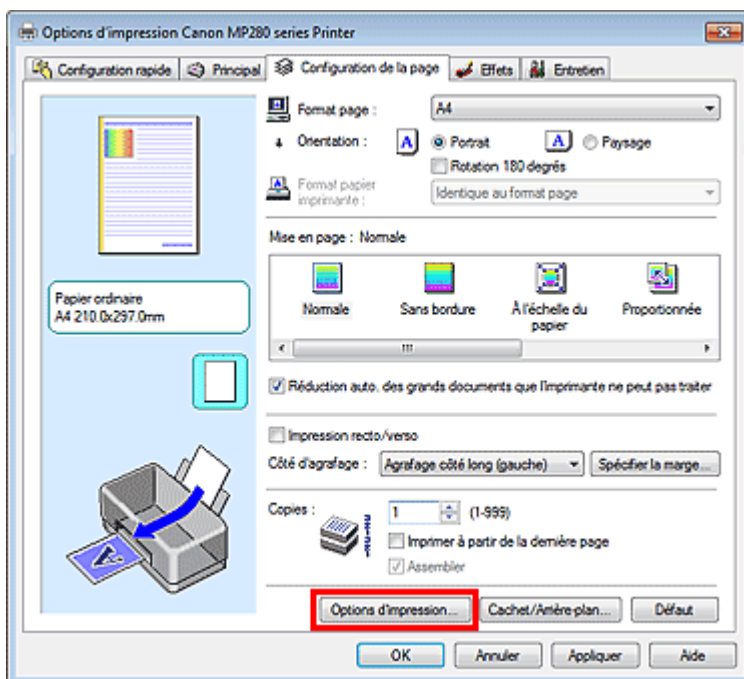 Options d'impression Canon MP280 series Printer
Configuration rapide Principal Configuration de la page Effets Entretien
Format page : A4
Orientation : A Portrait A Paysage
Rotation 180 degrés
Format papier imprimante : Identique au format page
Mise en page : Normale
Normale Sans bordure À l'échelle du papier Proportionnée
Papier ordinaire
A4 210.0x297.0mm
Réduction auto. des grands documents que l'imprimante ne peut pas traiter
Impression recto/verso
Côté d'agrafage : Agrafage côté long (gauche) Spécifier la marge...
Copies : 1 (1-999)
Imprimer à partir de la dernière page
Assembler
Options d'impression... Cachet/Arrière-plan... Défaut
OK Annuler Appliquer Aide